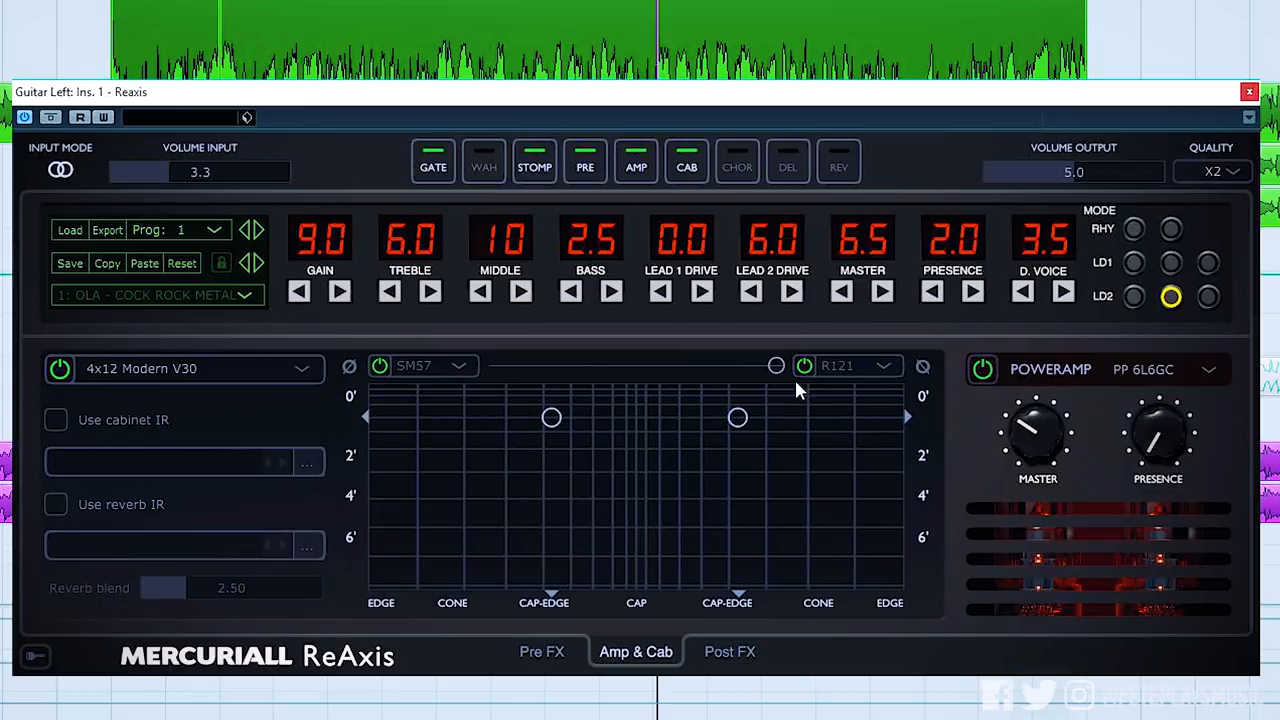 Guitar Left: Ins. 1 - Reaxis
x
R W
INPUT MODE
VOLUME INPUT
3.3
GATE WAH STOMP PRE AMP CAB CHOR DEL REV
VOLUME OUTPUT
5.0
QUALITY
X2
Load Export Prog: 1
Save Copy Paste Reset
1: OLA - COCK ROCK METAL
9.0 6.0 10 2.5 0.0 6.0 6.5 2.0 3.5
GAIN TREBLE MIDDLE BASS LEAD 1 DRIVE LEAD 2 DRIVE MASTER PRESENCE D. VOICE
MODE
RHY
LD1
LD2
4x12 Modern V30
Use cabinet IR
...
Use reverb IR
...
Reverb blend 2.50
Ø SM57 R121 Ø
0' 0'
2' 2'
4' 4'
6' 6'
EDGE CONE CAP-EDGE CAP CAP-EDGE CONE EDGE
POWERAMP PP 6L6GC
MASTER PRESENCE
MERCURIALL ReAxis
Pre FX Amp & Cab Post FX